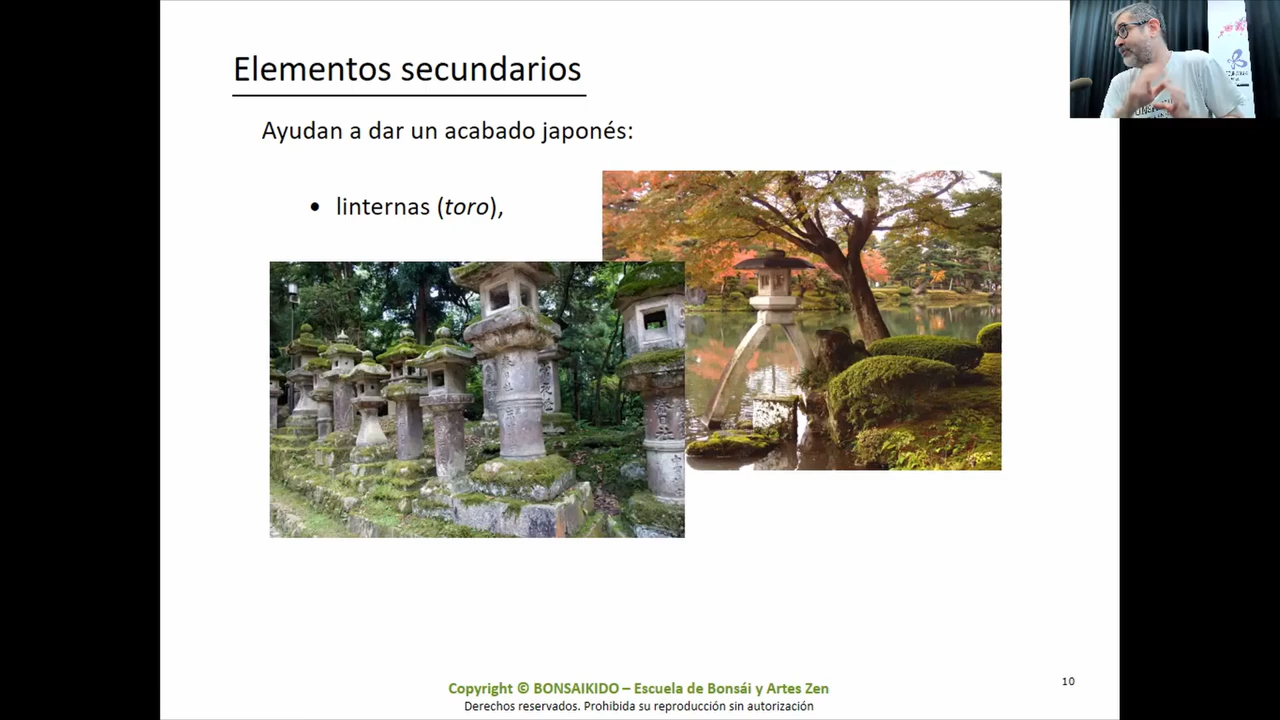 Elementos secundarios
Ayudan a dar un acabado japonés:
• linternas (toro),
Copyright © BONSAIKIDO – Escuela de Bonsái y Artes Zen
Derechos reservados. Prohibida su reproducción sin autorización
10